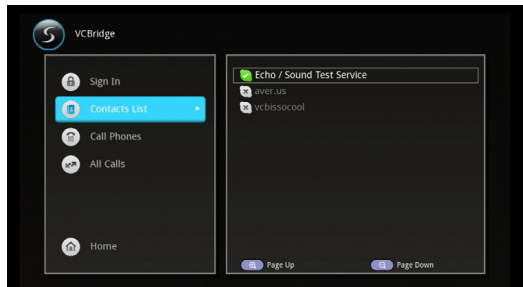 VCBridge
Sign In
Contacts List
Call Phones
All Calls
Home
Echo / Sound Test Service
aver.us
vcbissocool
Page Up
Page Down